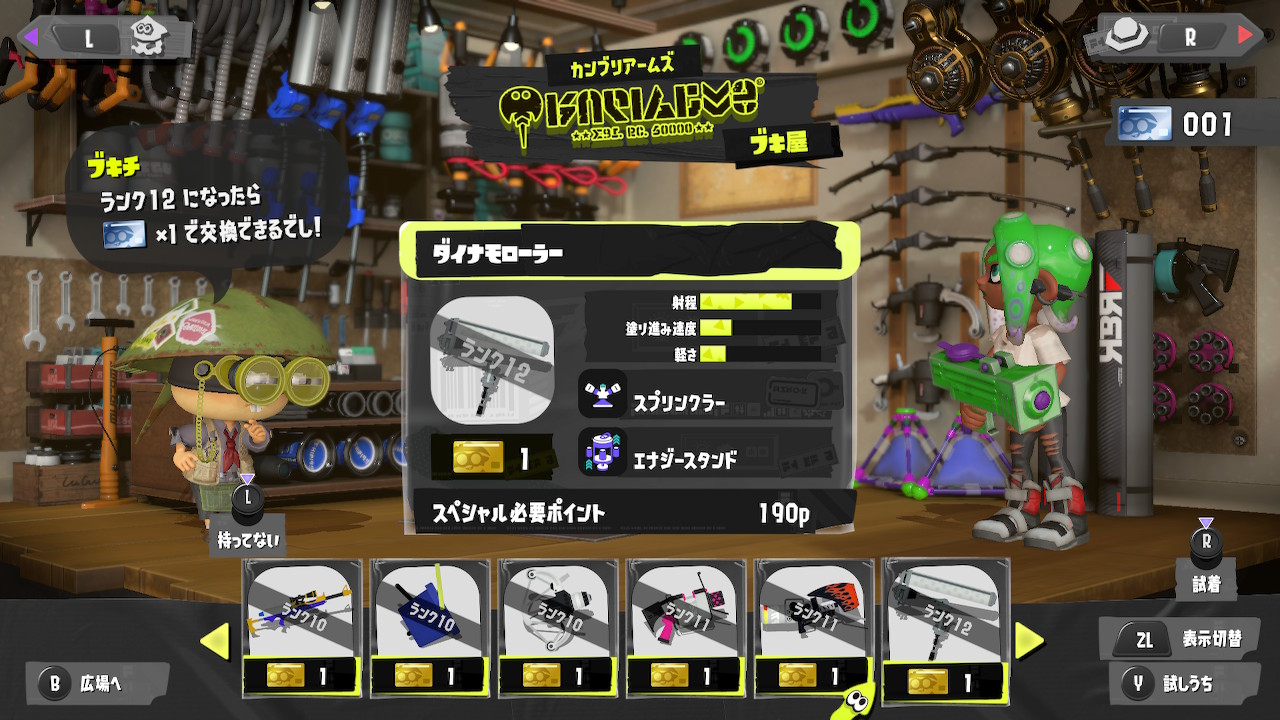 L
R
カンブリアームズ
ブキ屋
001
ブキチ
ランク12 になったら
×1 で交換できるでし!
ダイナモローラー
射程
塗り進み速度
軽さ
ランク12
スプリンクラー
1
エナジースタンド
スペシャル必要ポイント 190p
L
持ってない
R
試着
ランク10
ランク10
ランク10
ランク11
ランク11
ランク12
1
1
1
1
1
1
ZL 表示切替
B 広場へ
Y 試しうち